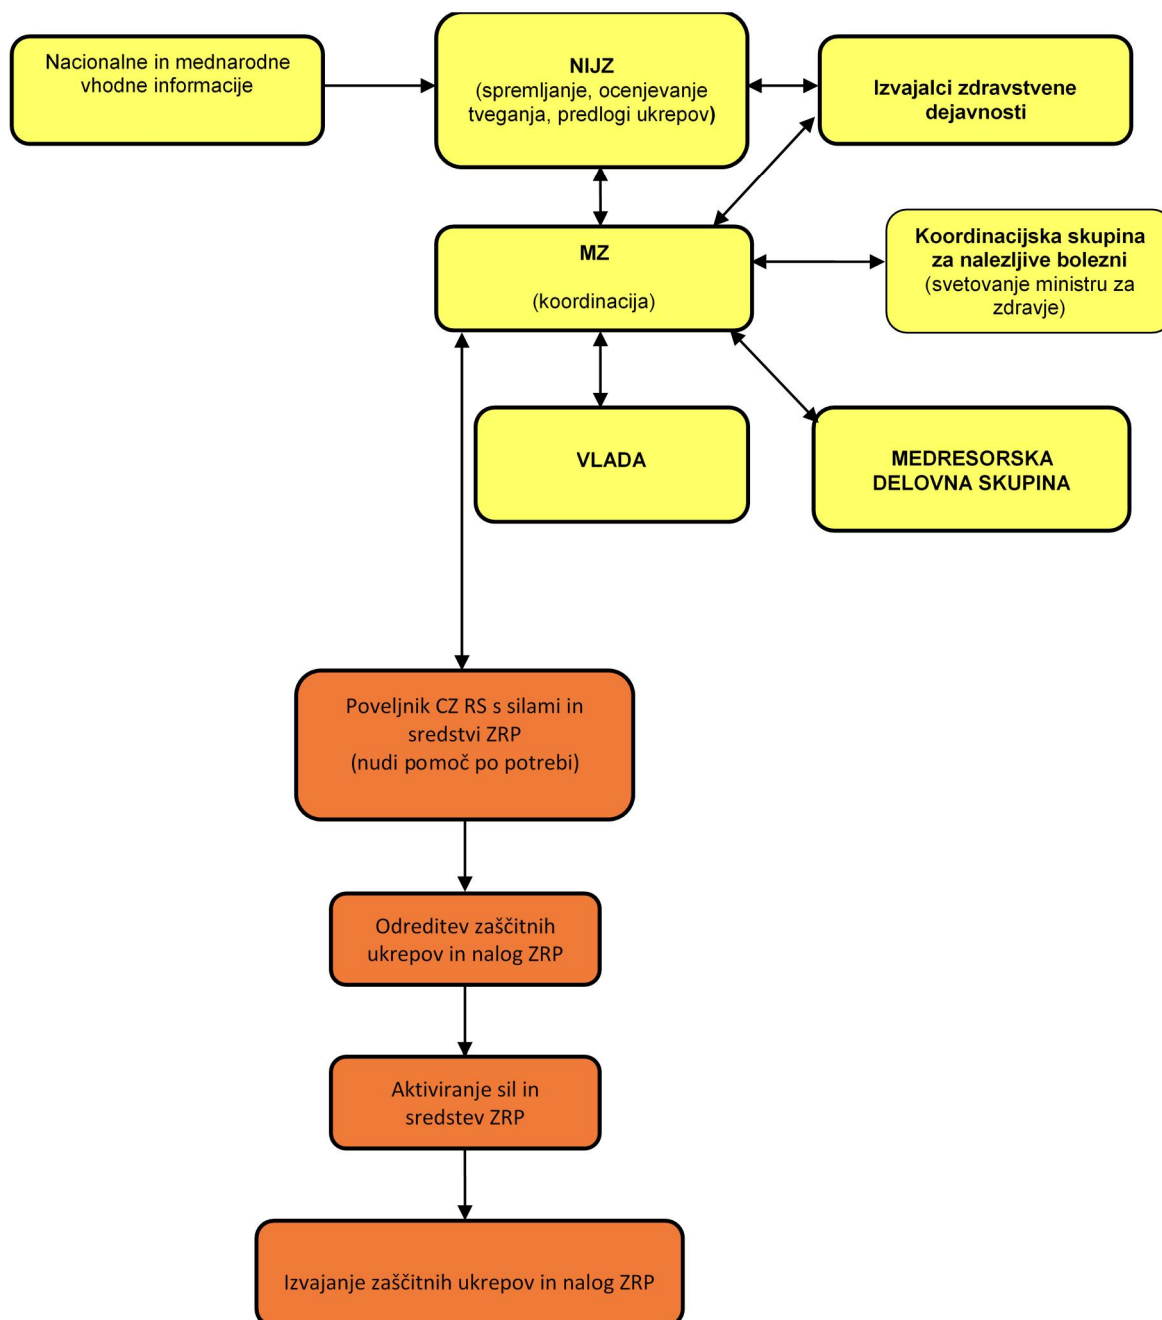 Nacionalne in mednarodne
vhodne informacije
NIJZ
(spremljanje, ocenjevanje
tveganja, predlogi ukrepov)
Izvajalci zdravstvene
dejavnosti
MZ
(koordinacija)
Koordinacijska skupina
za nalezljive bolezni
(svetovanje ministru za
zdravje)
VLADA
MEDRESORSKA
DELOVNA SKUPINA
Poveljnik CZ RS s silami in
sredstvi ZRP
(nudi pomoč po potrebi)
Odreditev zaščitnih
ukrepov in nalog ZRP
Aktiviranje sil in
sredstev ZRP
Izvajanje zaščitnih ukrepov in nalog ZRP